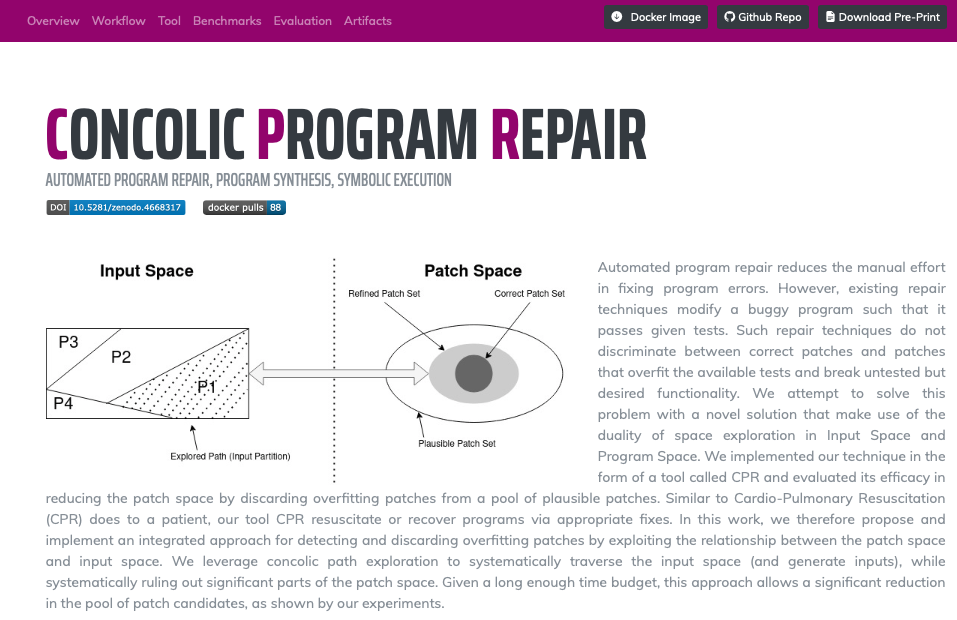 Overview Workflow Tool Benchmarks Evaluation Artifacts Docker Image Github Repo Download Pre-Print
CONCOLIC PROGRAM REPAIR
AUTOMATED PROGRAM REPAIR, PROGRAM SYNTHESIS, SYMBOLIC EXECUTION
DOI 10.5281/zenodo.4668317 docker pulls 88
Input Space
P3
P2
P1
P4
Explored Path (Input Partition)
Patch Space
Refined Patch Set
Correct Patch Set
Plausible Patch Set
Automated program repair reduces the manual effort
in fixing program errors. However, existing repair
techniques modify a buggy program such that it
passes given tests. Such repair techniques do not
discriminate between correct patches and patches
that overfit the available tests and break untested but
desired functionality. We attempt to solve this
problem with a novel solution that make use of the
duality of space exploration in Input Space and
Program Space. We implemented our technique in the
form of a tool called CPR and evaluated its efficacy in
reducing the patch space by discarding overfitting patches from a pool of plausible patches. Similar to Cardio-Pulmonary Resuscitation
(CPR) does to a patient, our tool CPR resuscitate or recover programs via appropriate fixes. In this work, we therefore propose and
implement an integrated approach for detecting and discarding overfitting patches by exploiting the relationship between the patch space
and input space. We leverage concolic path exploration to systematically traverse the input space (and generate inputs), while
systematically ruling out significant parts of the patch space. Given a long enough time budget, this approach allows a significant reduction
in the pool of patch candidates, as shown by our experiments.